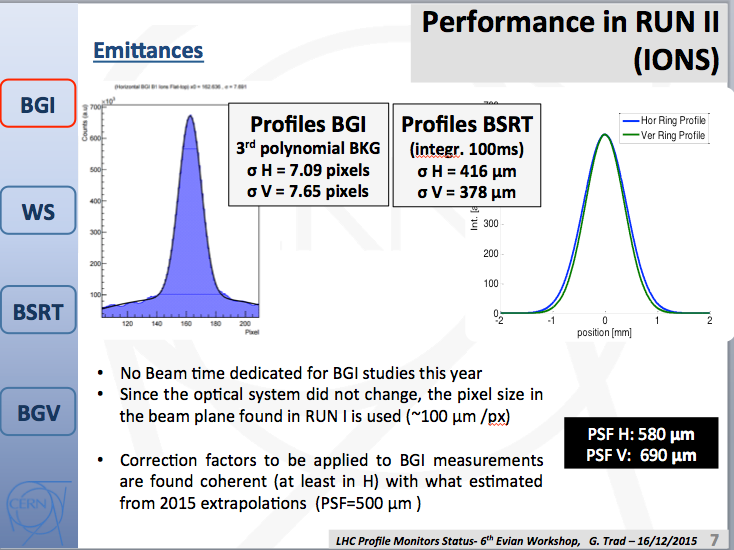 Performance in RUN II
(IONS)
Emittances
BGI
WS
BSRT
BGV
(Horizontal BGI B1 Ions Flat-top) x0 = 162.636 , σ = 7.691
×10³
Counts (a.u)
700
600
500
400
300
200
100
120 140 160 180 200
Pixel
Profiles BGI
3rd polynomial BKG
σ H = 7.09 pixels
σ V = 7.65 pixels
Profiles BSRT
(integr. 100ms)
σ H = 416 µm
σ V = 378 µm
Hor Ring Profile
Ver Ring Profile
Int.
300
200
100
0
-2 -1 0 1 2
position [mm]
• No Beam time dedicated for BGI studies this year
• Since the optical system did not change, the pixel size in
the beam plane found in RUN I is used (~100 µm /px)
• Correction factors to be applied to BGI measurements
are found coherent (at least in H) with what estimated
from 2015 extrapolations (PSF=500 µm )
PSF H: 580 µm
PSF V: 690 µm
CERN
LHC Profile Monitors Status- 6th Evian Workshop, G. Trad – 16/12/2015 7